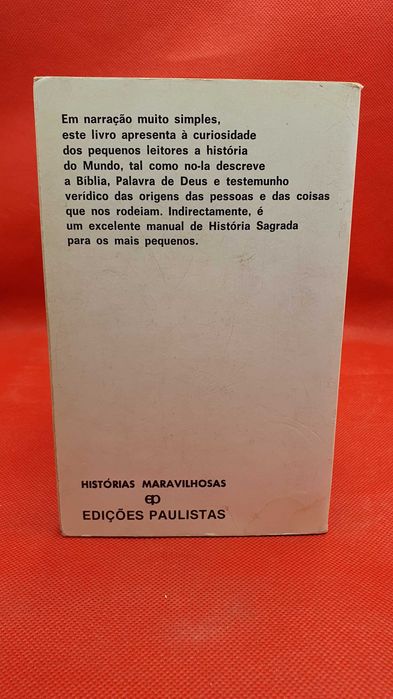 Em narração muito simples,
este livro apresenta à curiosidade
dos pequenos leitores a história
do Mundo, tal como no-la descreve
a Bíblia, Palavra de Deus e testemunho
verídico das origens das pessoas e das coisas
que nos rodeiam. Indirectamente, é
um excelente manual de História Sagrada
para os mais pequenos.
HISTÓRIAS MARAVILHOSAS
ep
EDIÇÕES PAULISTAS